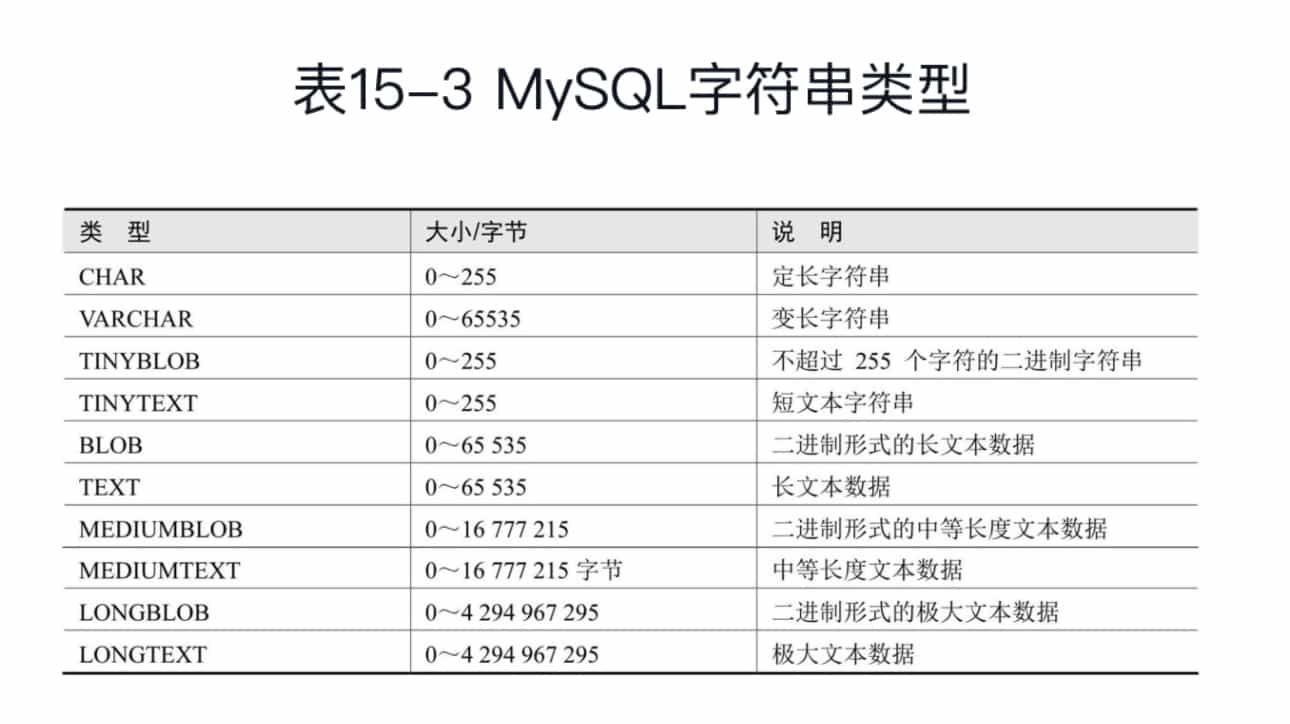 表15-3 MySQL字符串类型
类 型 大小/字节 说 明
CHAR 0～255 定长字符串
VARCHAR 0～65535 变长字符串
TINYBLOB 0～255 不超过 255 个字符的二进制字符串
TINYTEXT 0～255 短文本字符串
BLOB 0～65 535 二进制形式的长文本数据
TEXT 0～65 535 长文本数据
MEDIUMBLOB 0～16 777 215 二进制形式的中等长度文本数据
MEDIUMTEXT 0～16 777 215 字节 中等长度文本数据
LONGBLOB 0～4 294 967 295 二进制形式的极大文本数据
LONGTEXT 0～4 294 967 295 极大文本数据